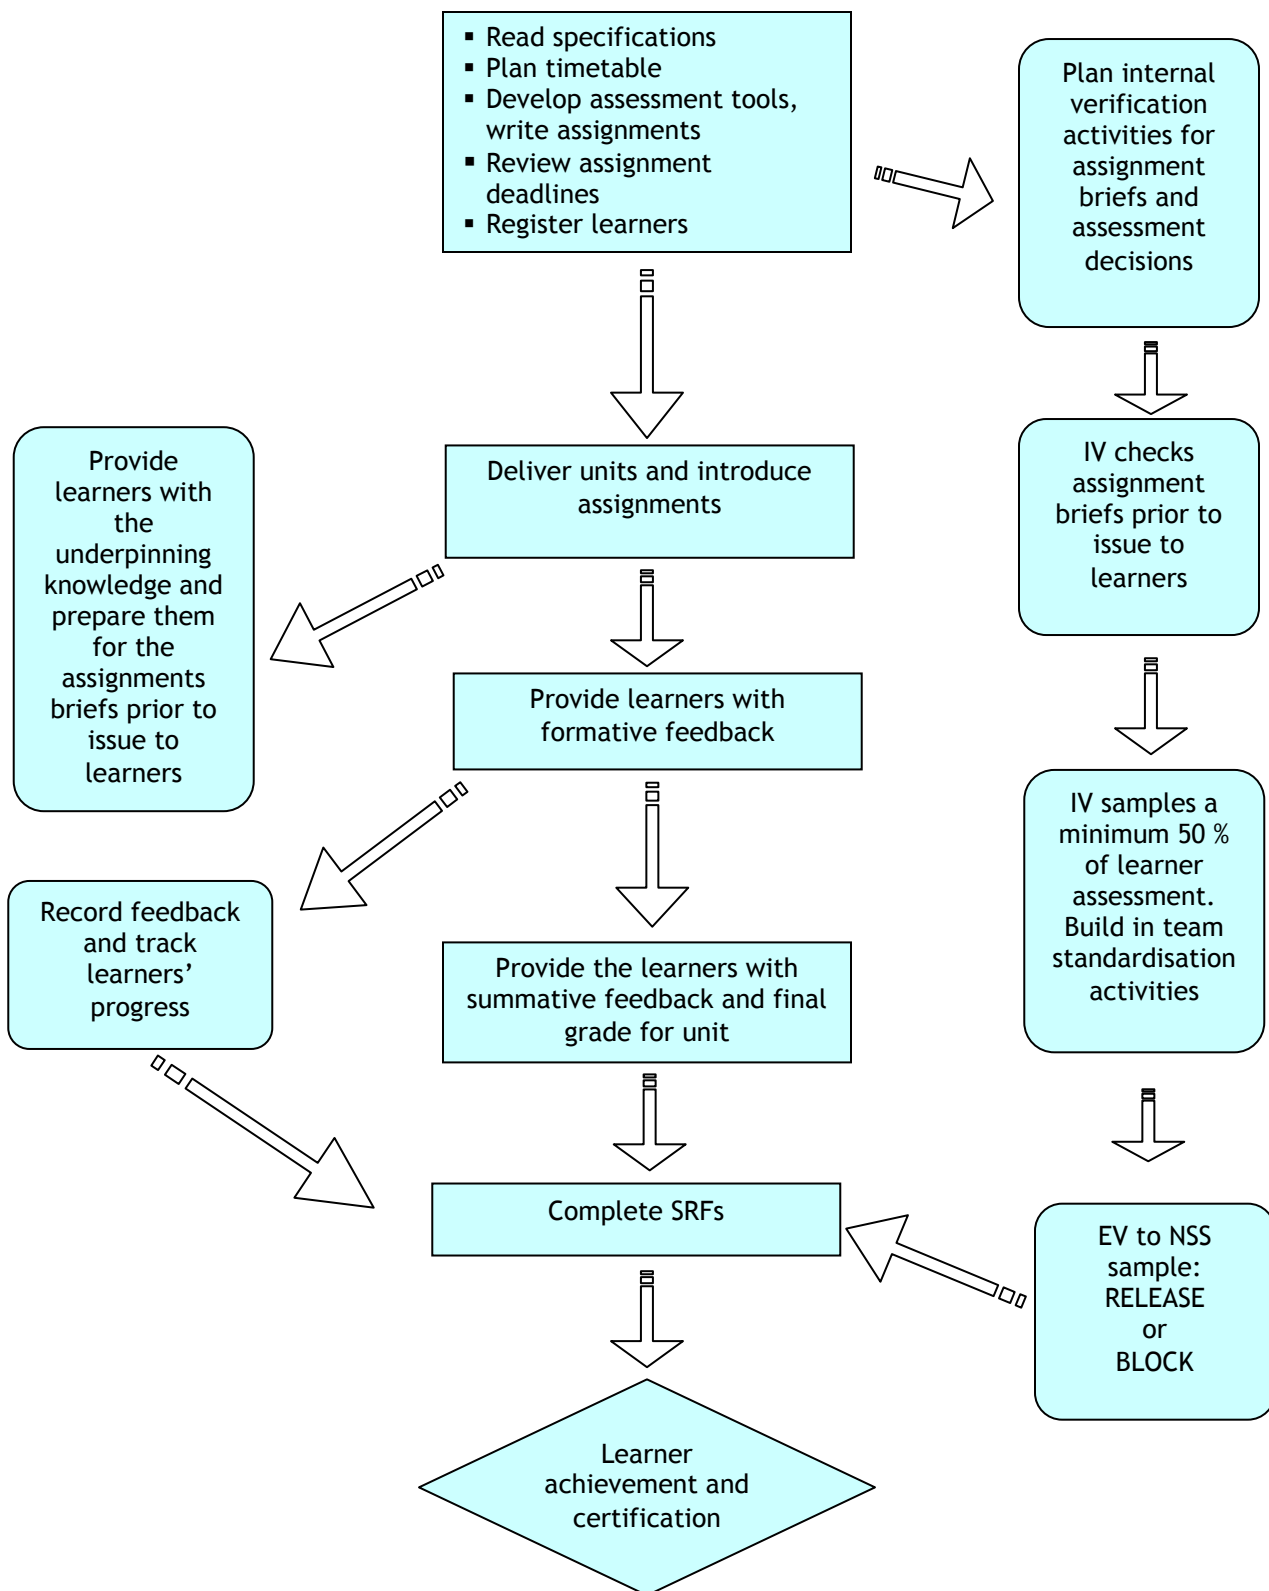 ▪ Read specifications
▪ Plan timetable
▪ Develop assessment tools,
write assignments
▪ Review assignment
deadlines
▪ Register learners
Plan internal
verification
activities for
assignment
briefs and
assessment
decisions
Deliver units and introduce
assignments
IV checks
assignment
briefs prior to
issue to
learners
Provide
learners with
the
underpinning
knowledge and
prepare them
for the
assignments
briefs prior to
issue to
learners
Provide learners with
formative feedback
IV samples a
minimum 50 %
of learner
assessment.
Build in team
standardisation
activities
Record feedback
and track
learners’
progress
Provide the learners with
summative feedback and final
grade for unit
Complete SRFs
EV to NSS
sample:
RELEASE
or
BLOCK
Learner
achievement and
certification